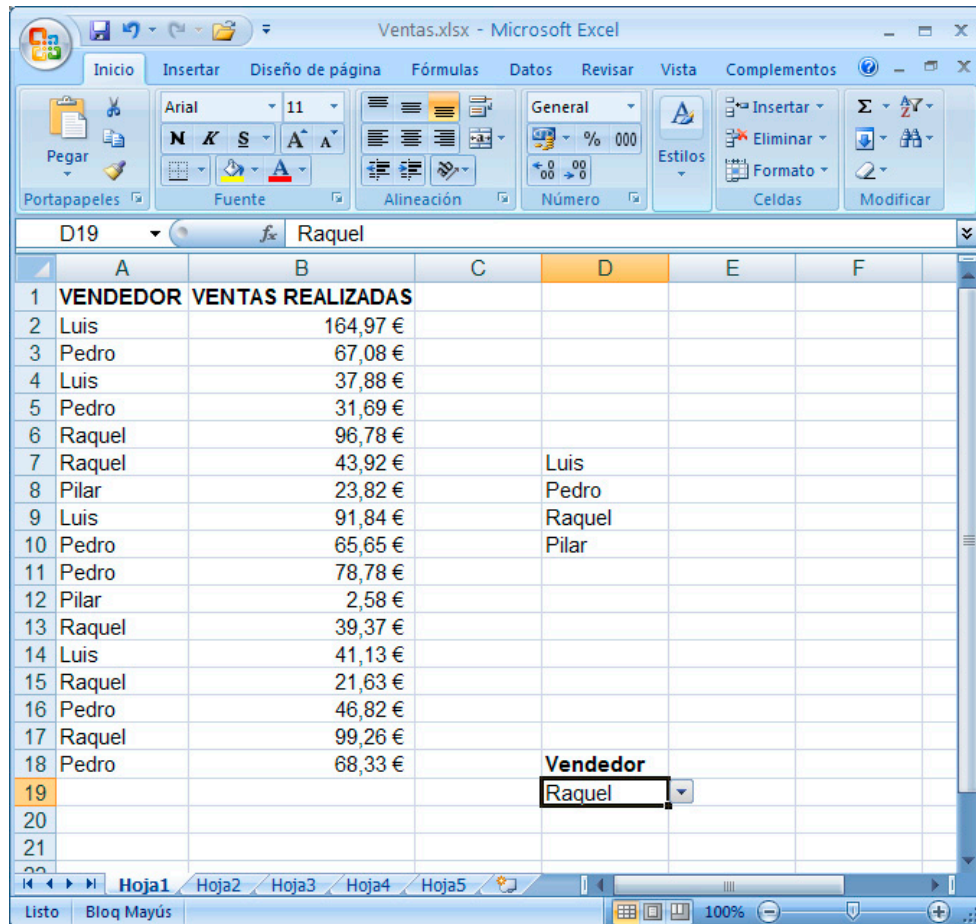 Ventas.xlsx - Microsoft Excel
Inicio Insertar Diseño de página Fórmulas Datos Revisar Vista Complementos
Pegar
Portapapeles
Arial 11
N K S A A
A
Fuente
Alineación
General
% 000
Número
Estilos
Insertar
Eliminar
Formato
Celdas
Σ
Modificar
D19 fx Raquel
A B C D E F
1 VENDEDOR VENTAS REALIZADAS
2 Luis 164,97 €
3 Pedro 67,08 €
4 Luis 37,88 €
5 Pedro 31,69 €
6 Raquel 96,78 €
7 Raquel 43,92 € Luis
8 Pilar 23,82 € Pedro
9 Luis 91,84 € Raquel
10 Pedro 65,65 € Pilar
11 Pedro 78,78 €
12 Pilar 2,58 €
13 Raquel 39,37 €
14 Luis 41,13 €
15 Raquel 21,63 €
16 Pedro 46,82 €
17 Raquel 99,26 €
18 Pedro 68,33 € Vendedor
19 Raquel
20
21
Hoja1 Hoja2 Hoja3 Hoja4 Hoja5
Listo Bloq Mayús 100%